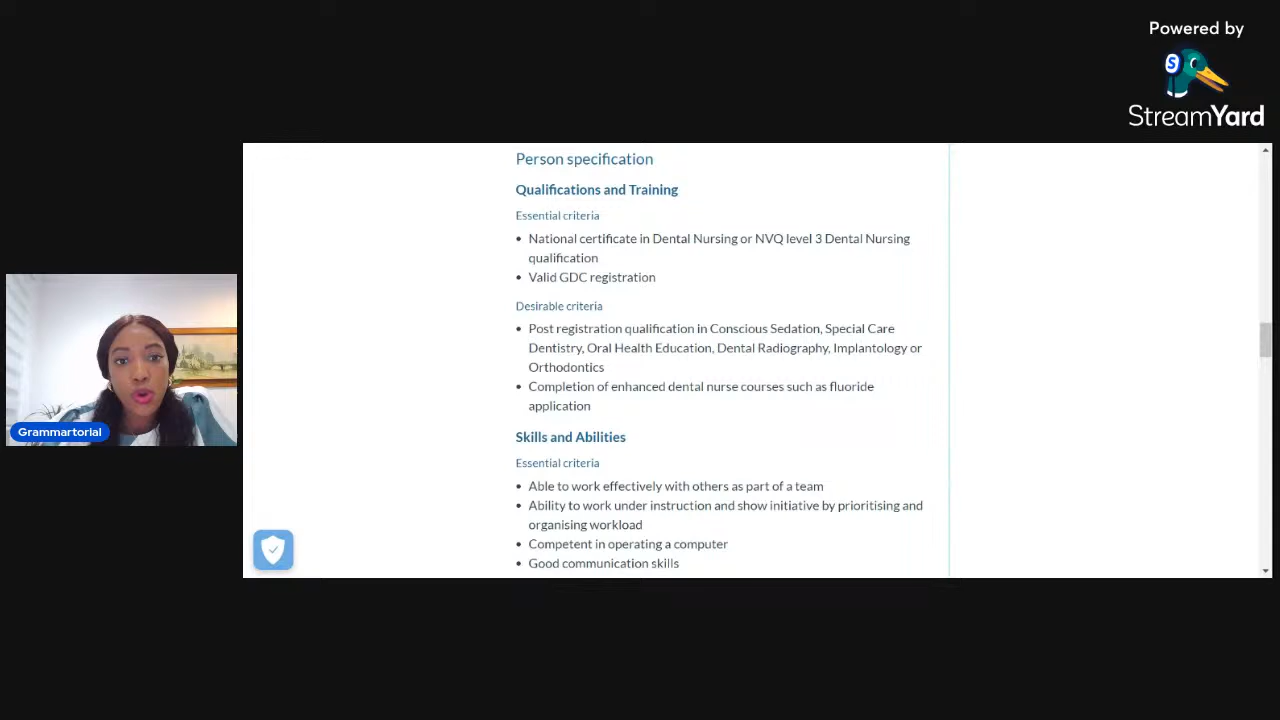 Powered by
S
StreamYard
Person specification
Qualifications and Training
Essential criteria
• National certificate in Dental Nursing or NVQ level 3 Dental Nursing
qualification
• Valid GDC registration
Desirable criteria
• Post registration qualification in Conscious Sedation, Special Care
Dentistry, Oral Health Education, Dental Radiography, Implantology or
Orthodontics
• Completion of enhanced dental nurse courses such as fluoride
application
Skills and Abilities
Essential criteria
• Able to work effectively with others as part of a team
• Ability to work under instruction and show initiative by prioritising and
organising workload
• Competent in operating a computer
• Good communication skills
Grammartorial